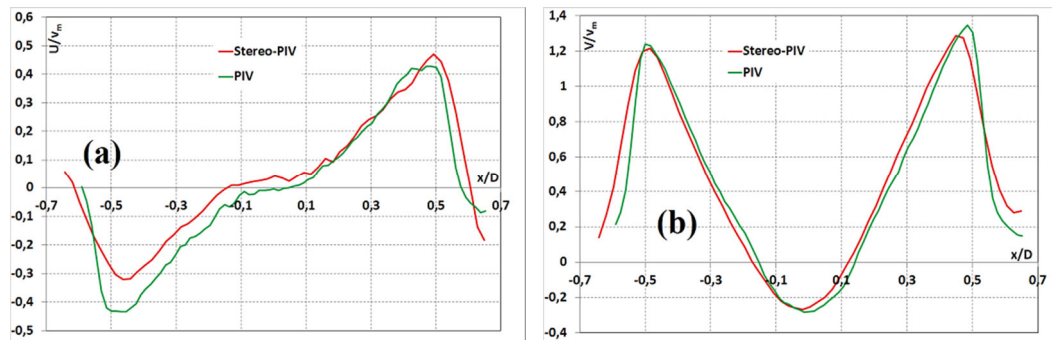 0,6
U/vₘ
0,5
Stereo-PIV
0,4
PIV
0,3
0,2
(a)
0,1
x/D
0
-0,7 -0,5 -0,3 -0,1 0,1 0,3 0,5 0,7
-0,1
-0,2
-0,3
-0,4
-0,5
(b)
V/vₘ
1,4
1,2
Stereo-PIV
PIV
1
0,8
0,6
0,4
0,2
x/D
0
-0,7 -0,5 -0,3 -0,1 0,1 0,3 0,5 0,7
-0,2
(b)
-0,4